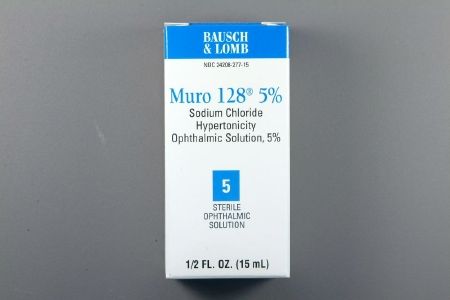 BAUSCH
& LOMB
NDC 24208-277-15
Muro 128® 5%
Sodium Chloride
Hypertonicity
Ophthalmic Solution, 5%
5
STERILE
OPHTHALMIC
SOLUTION
1/2 FL. OZ. (15 mL)